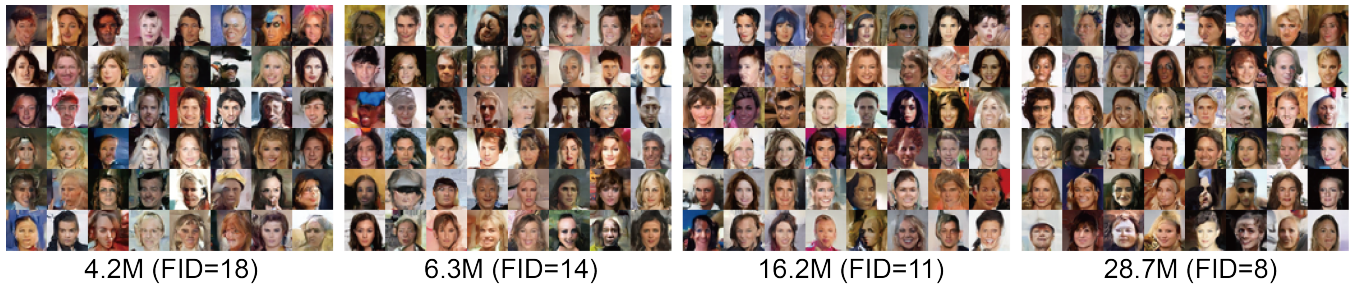 4.2M (FID=18)
6.3M (FID=14)
16.2M (FID=11)
28.7M (FID=8)